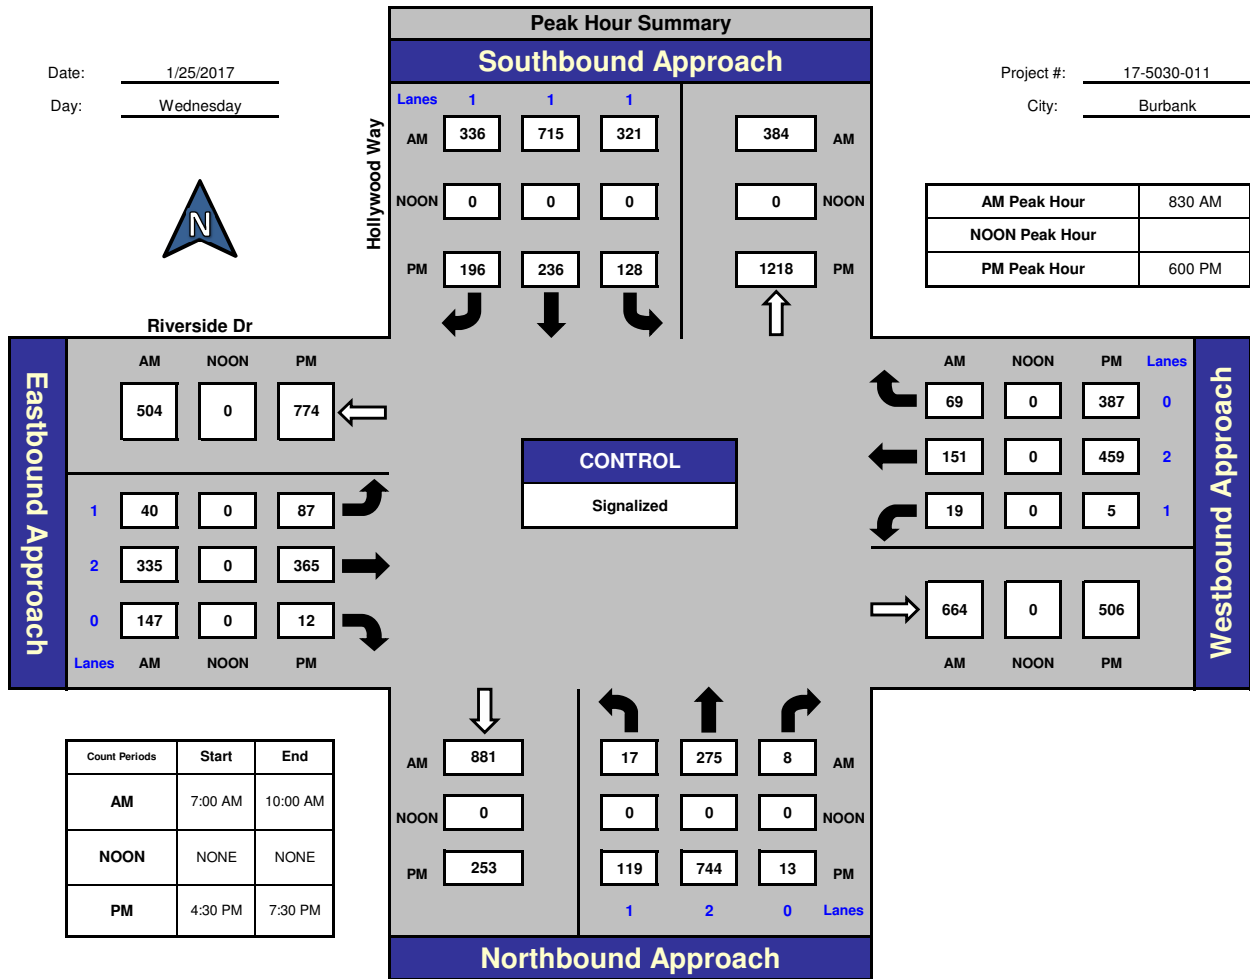 Peak Hour Summary
Southbound Approach
Date: 1/25/2017
Day: Wednesday
Project #: 17-5030-011
City: Burbank
Hollywood Way
Lanes 1 1 1
AM 336 715 321 384 AM
NOON 0 0 0 0 NOON
PM 196 236 128 1218 PM
N
AM Peak Hour 830 AM
NOON Peak Hour
PM Peak Hour 600 PM
Riverside Dr
Eastbound Approach
AM NOON PM
504 0 774
1 40 0 87
2 335 0 365
0 147 0 12
Lanes AM NOON PM
CONTROL
Signalized
AM NOON PM Lanes
69 0 387 0
151 0 459 2
19 0 5 1
664 0 506
AM NOON PM
Westbound Approach
Count Periods Start End
AM 7:00 AM 10:00 AM
NOON NONE NONE
PM 4:30 PM 7:30 PM
AM 881 17 275 8 AM
NOON 0 0 0 0 NOON
PM 253 119 744 13 PM
1 2 0 Lanes
Northbound Approach